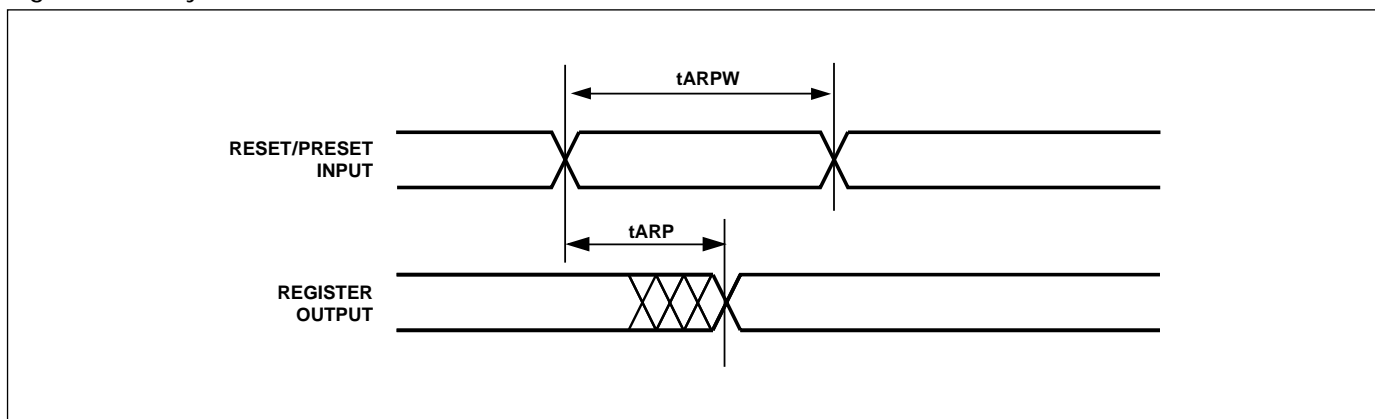 tARPW
RESET/PRESET
INPUT
tARP
REGISTER
OUTPUT